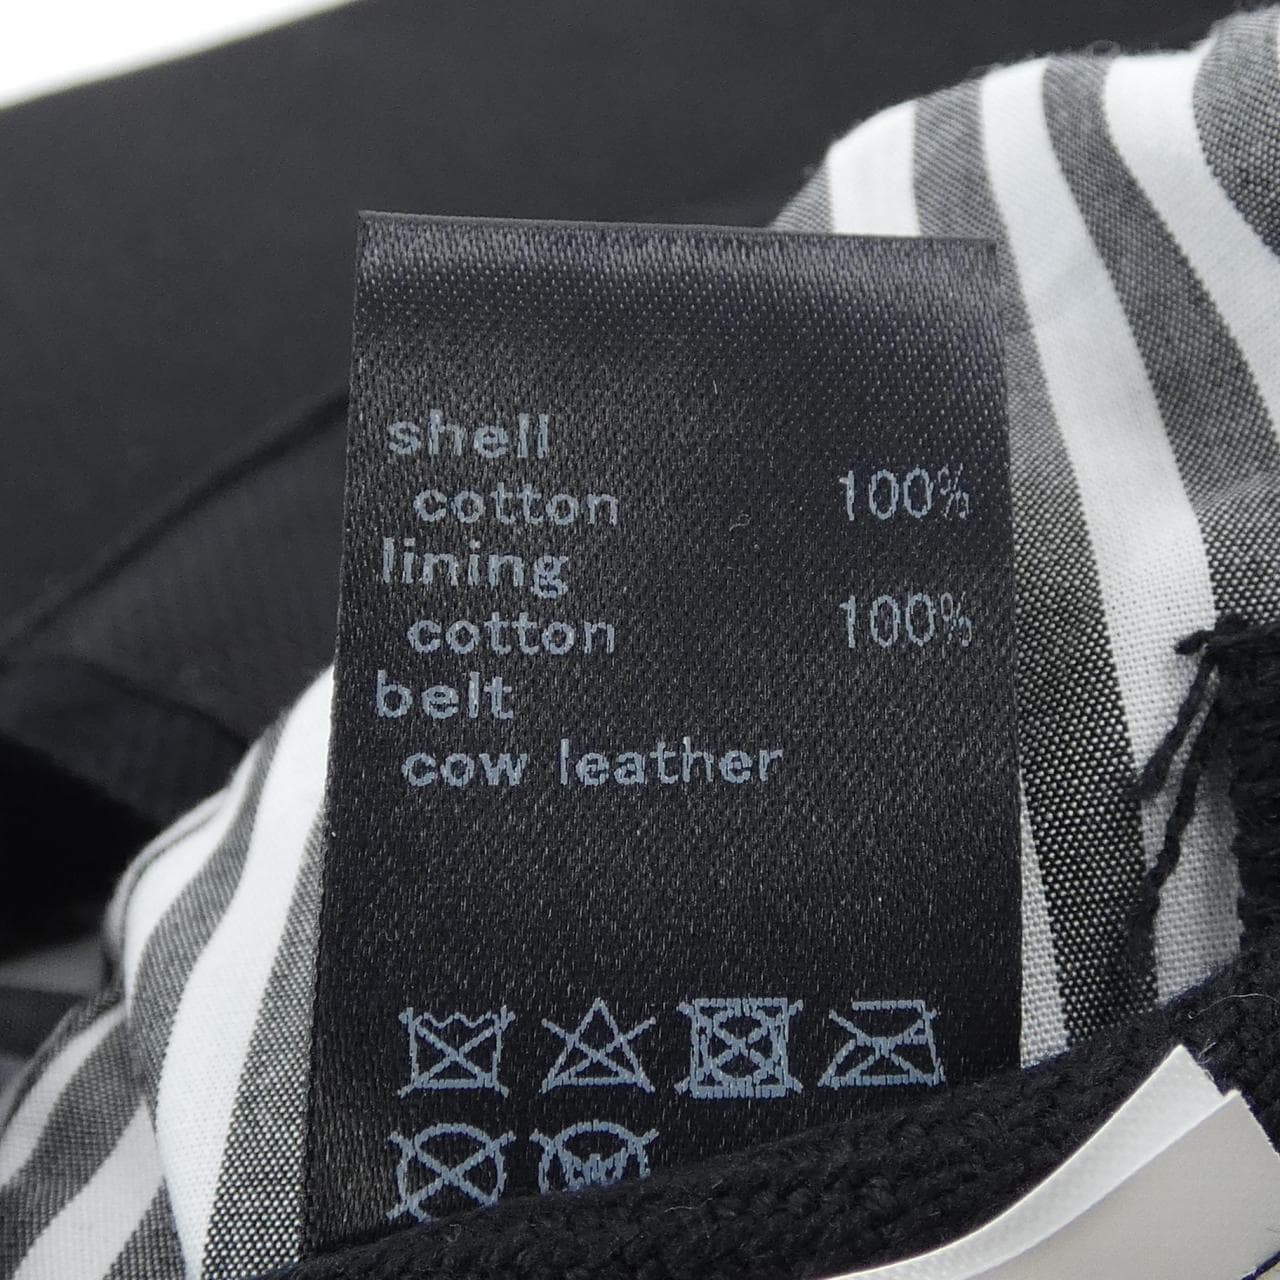 shell
cotton 100%
lining
cotton 100%
belt
cow leather